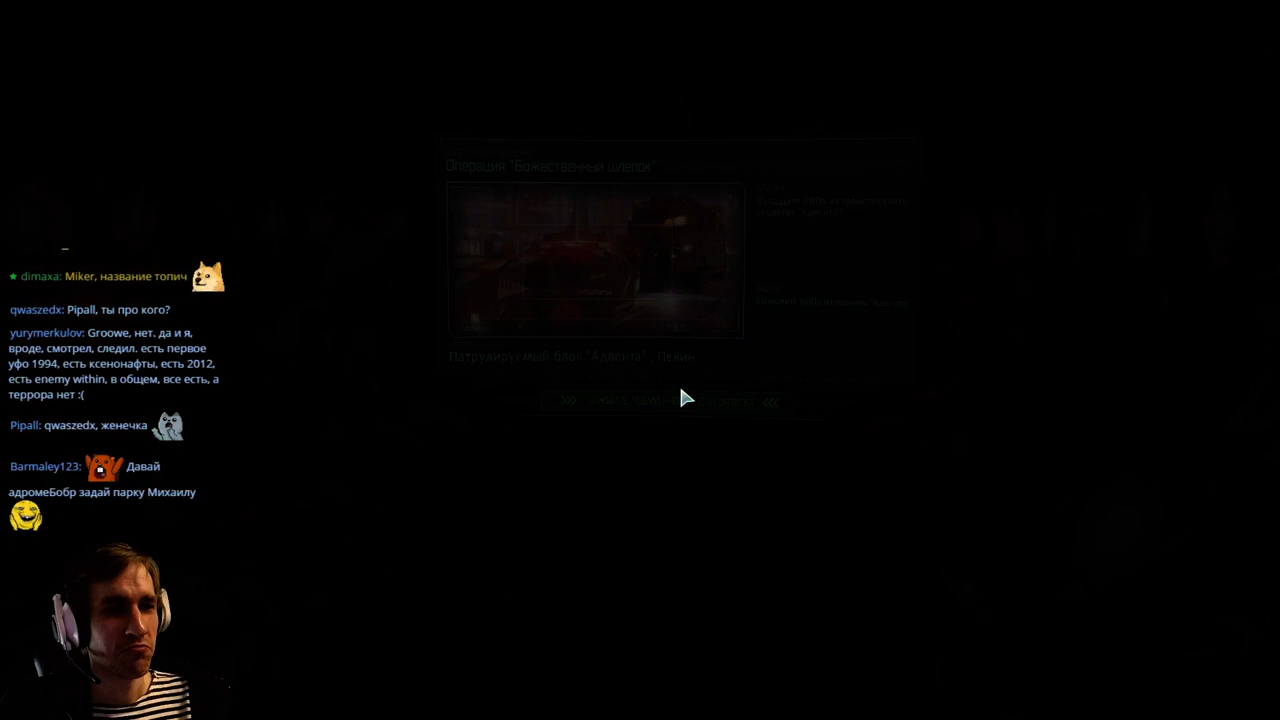 Операция "Божественный шлепок"
Патрулируемый блок "Адвента", Пекин
★ dimaxa: Miker, название топич
qwaszedx: Pipall, ты про кого?
yurymerkulov: Groowe, нет. да и я,
вроде, смотрел, следил. есть первое
уфо 1994, есть ксенонафты, есть 2012,
есть enemy within, в общем, все есть, а
террора нет :(
Pipall: qwaszedx, женечка
Barmaley123: Давай
адромеБобр задай парку Михаилу